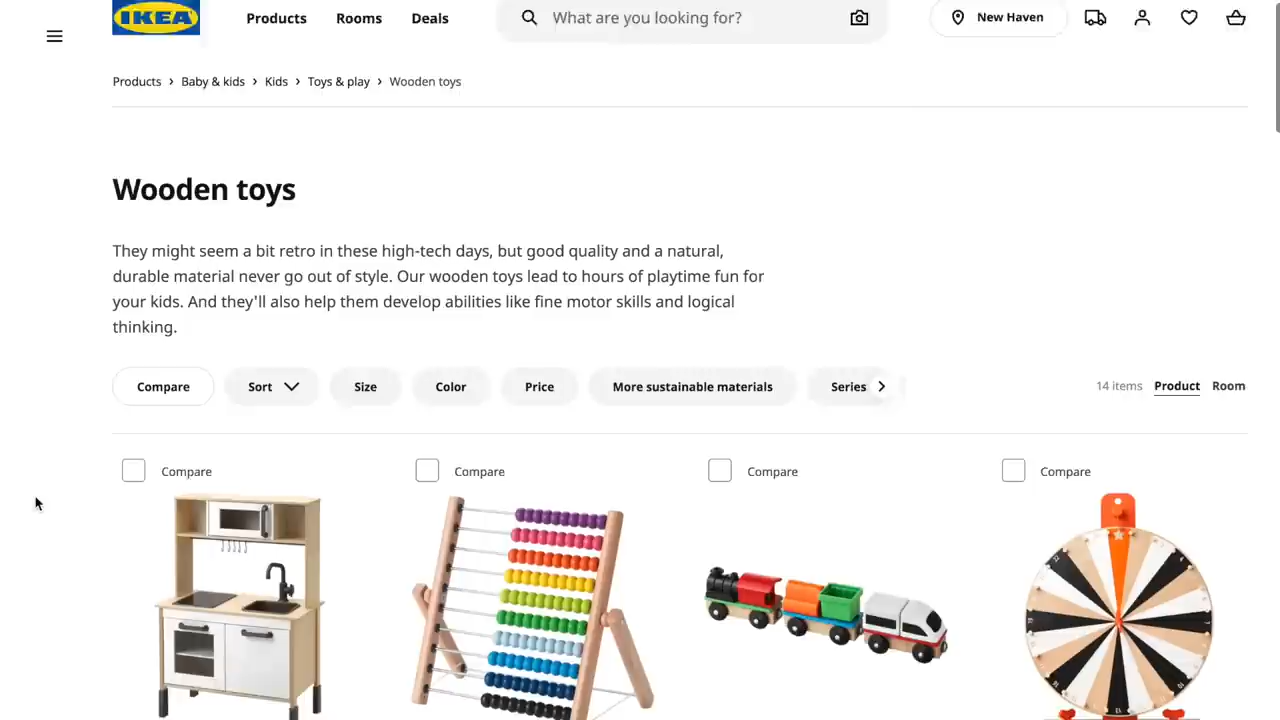 IKEA
Products Rooms Deals
What are you looking for?
New Haven
Products › Baby & kids › Kids › Toys & play › Wooden toys
Wooden toys
They might seem a bit retro in these high-tech days, but good quality and a natural,
durable material never go out of style. Our wooden toys lead to hours of playtime fun for
your kids. And they'll also help them develop abilities like fine motor skills and logical
thinking.
Compare Sort Size Color Price More sustainable materials Series
14 items Product Room
Compare Compare Compare Compare